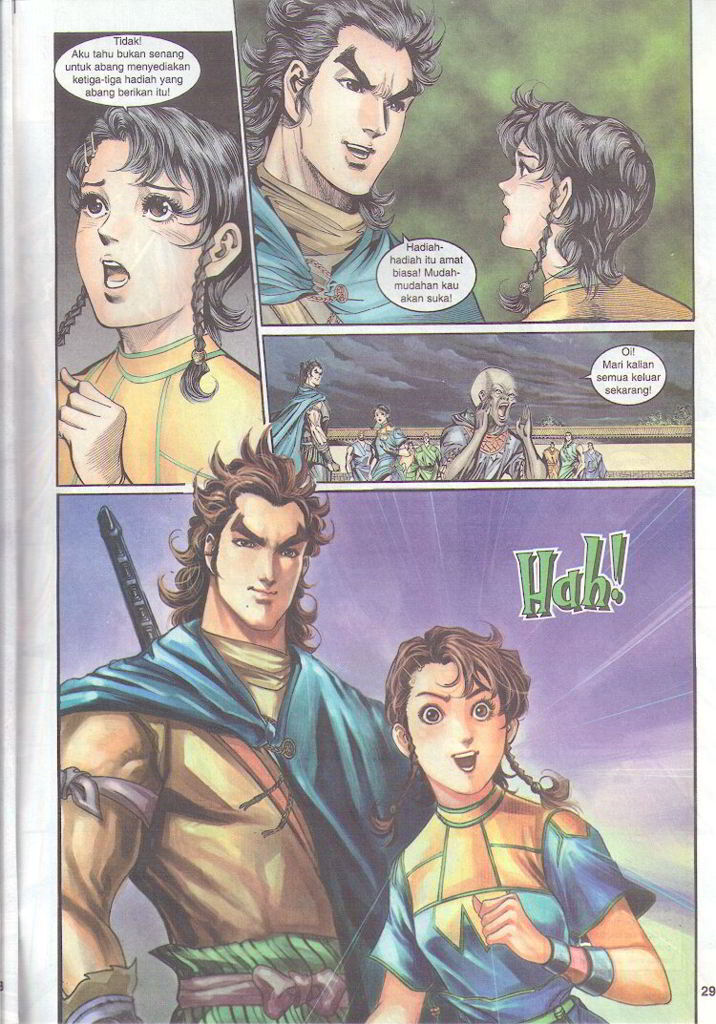 Tidak!
Aku tahu bukan senang
untuk abang menyediakan
ketiga-tiga hadiah yang
abang berikan itu!
Hadiah-
hadiah itu amat
biasa! Mudah-
mudahan kau
akan suka!
Oi!
Mari kalian
semua keluar
sekarang!
Hah!
29